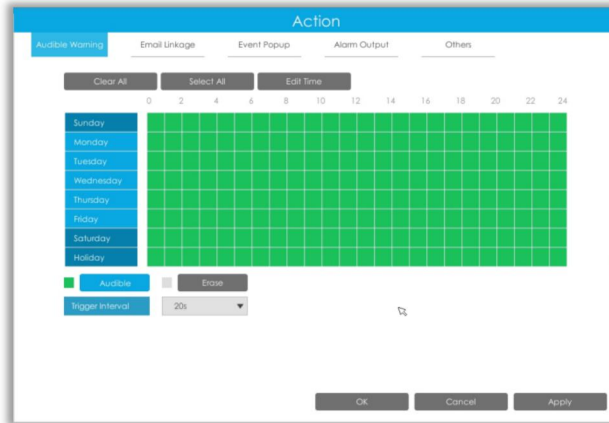 Action
Audible Warning Email Linkage Event Popup Alarm Output Others
Clear All Select All Edit Time
0 2 4 6 8 10 12 14 16 18 20 22 24
Sunday
Monday
Tuesday
Wednesday
Thursday
Friday
Saturday
Holiday
Audible Erase
Trigger Interval 20s
OK Cancel Apply